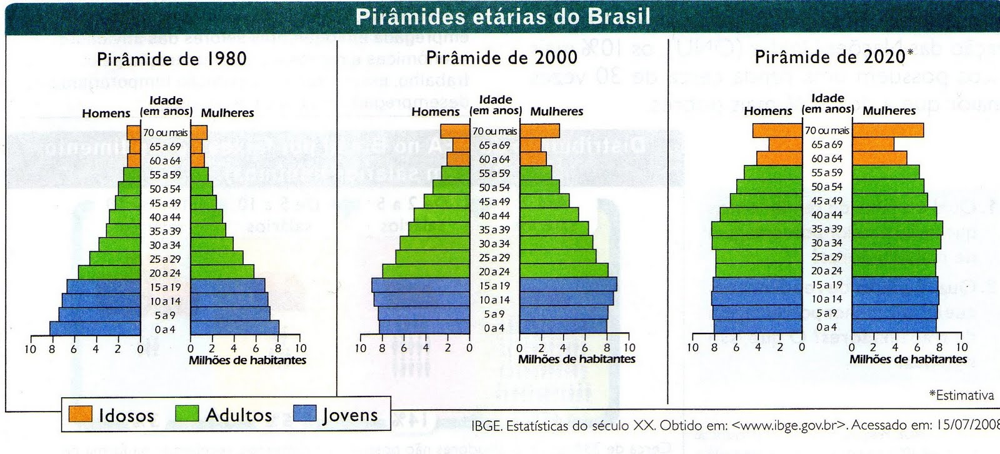 Pirâmides etárias do Brasil
Pirâmide de 1980
Homens
Idade
(em anos)
Mulheres
70 ou mais
65 a 69
60 a 64
55 a 59
50 a 54
45 a 49
40 a 44
35 a 39
30 a 34
25 a 29
20 a 24
15 a 19
10 a 14
5 a 9
0 a 4
10 8 6 4 2 0 0 2 4 6 8 10
Milhões de habitantes
Pirâmide de 2000
Homens
Idade
(em anos)
Mulheres
70 ou mais
65 a 69
60 a 64
55 a 59
50 a 54
45 a 49
40 a 44
35 a 39
30 a 34
25 a 29
20 a 24
15 a 19
10 a 14
5 a 9
0 a 4
10 8 6 4 2 0 0 2 4 6 8 10
Milhões de habitantes
Pirâmide de 2020*
Homens
Idade
(em anos)
Mulheres
70 ou mais
65 a 69
60 a 64
55 a 59
50 a 54
45 a 49
40 a 44
35 a 39
30 a 34
25 a 29
20 a 24
15 a 19
10 a 14
5 a 9
0 a 4
10 8 6 4 2 0 0 2 4 6 8 10
Milhões de habitantes
*Estimativa
Idosos Adultos Jovens
IBGE. Estatísticas do século XX. Obtido em: <www.ibge.gov.br>. Acessado em: 15/07/2008